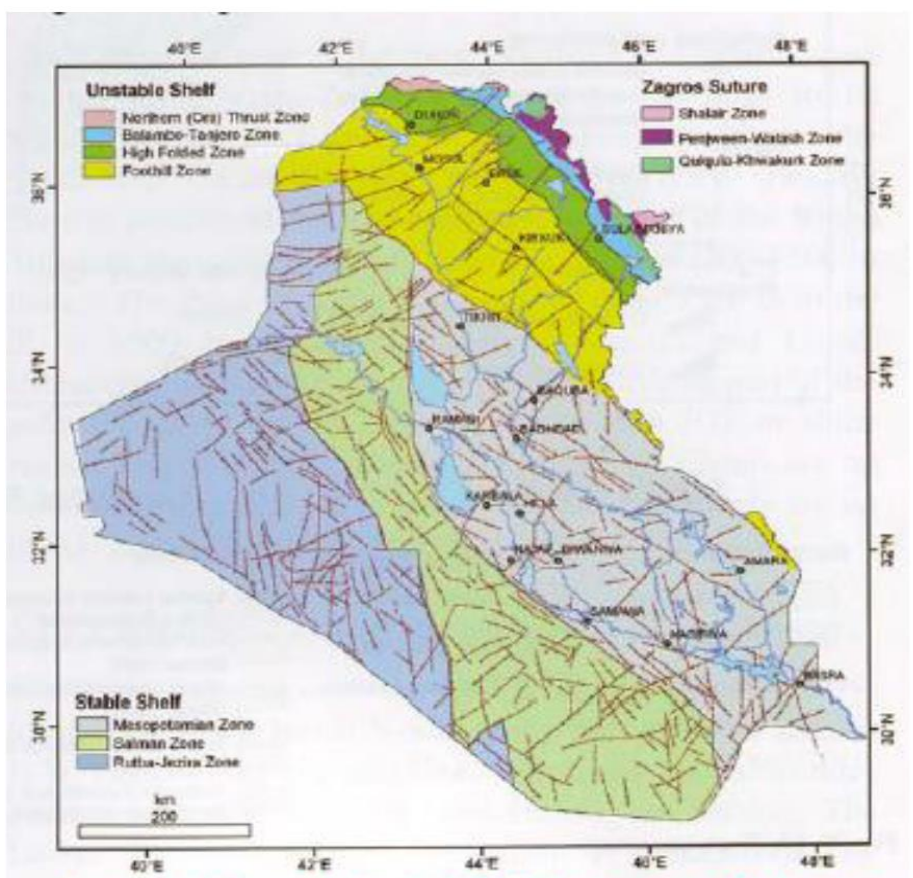 40°E 42°E 44°E 46°E 48°E
Unstable Shelf
Northern (Ora) Thrust Zone
Balambo-Tanjero Zone
High Folded Zone
Foothill Zone
Zagros Suture
Shalair Zone
Penjween-Walash Zone
Qulqula-Khwakurk Zone
36°N 36°N
DUHOK
MOSUL
ERBIL
KIRKUK
TIKRIT
34°N 34°N
BAQUBA
RAMADI
BAGHDAD
KARBALA
32°N 32°N
NAJAF
DIWANIYA
AMARA
SAMAWA
NASIRIYA
BASRA
30°N 30°N
Stable Shelf
Mesopotamian Zone
Salman Zone
Rutba-Jezira Zone
km
200
40°E 42°E 44°E 46°E 48°E